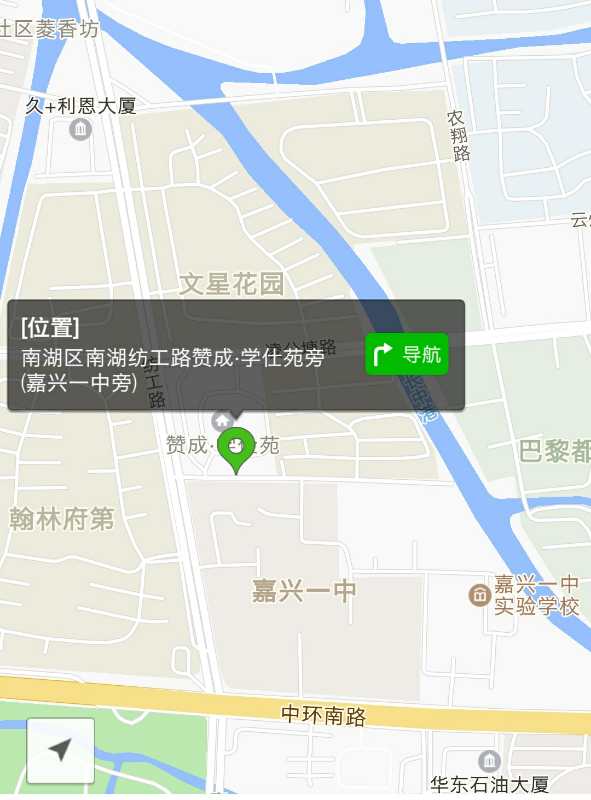 社区菱香坊
久+利恩大厦
农翔路
文星花园
[位置]
南湖区南湖纺工路赞成·学仕苑旁
(嘉兴一中旁)
导航
纺工路
赞成·学仕苑
巴黎都
翰林府第
嘉兴一中
嘉兴一中
实验学校
中环南路
华东石油大厦